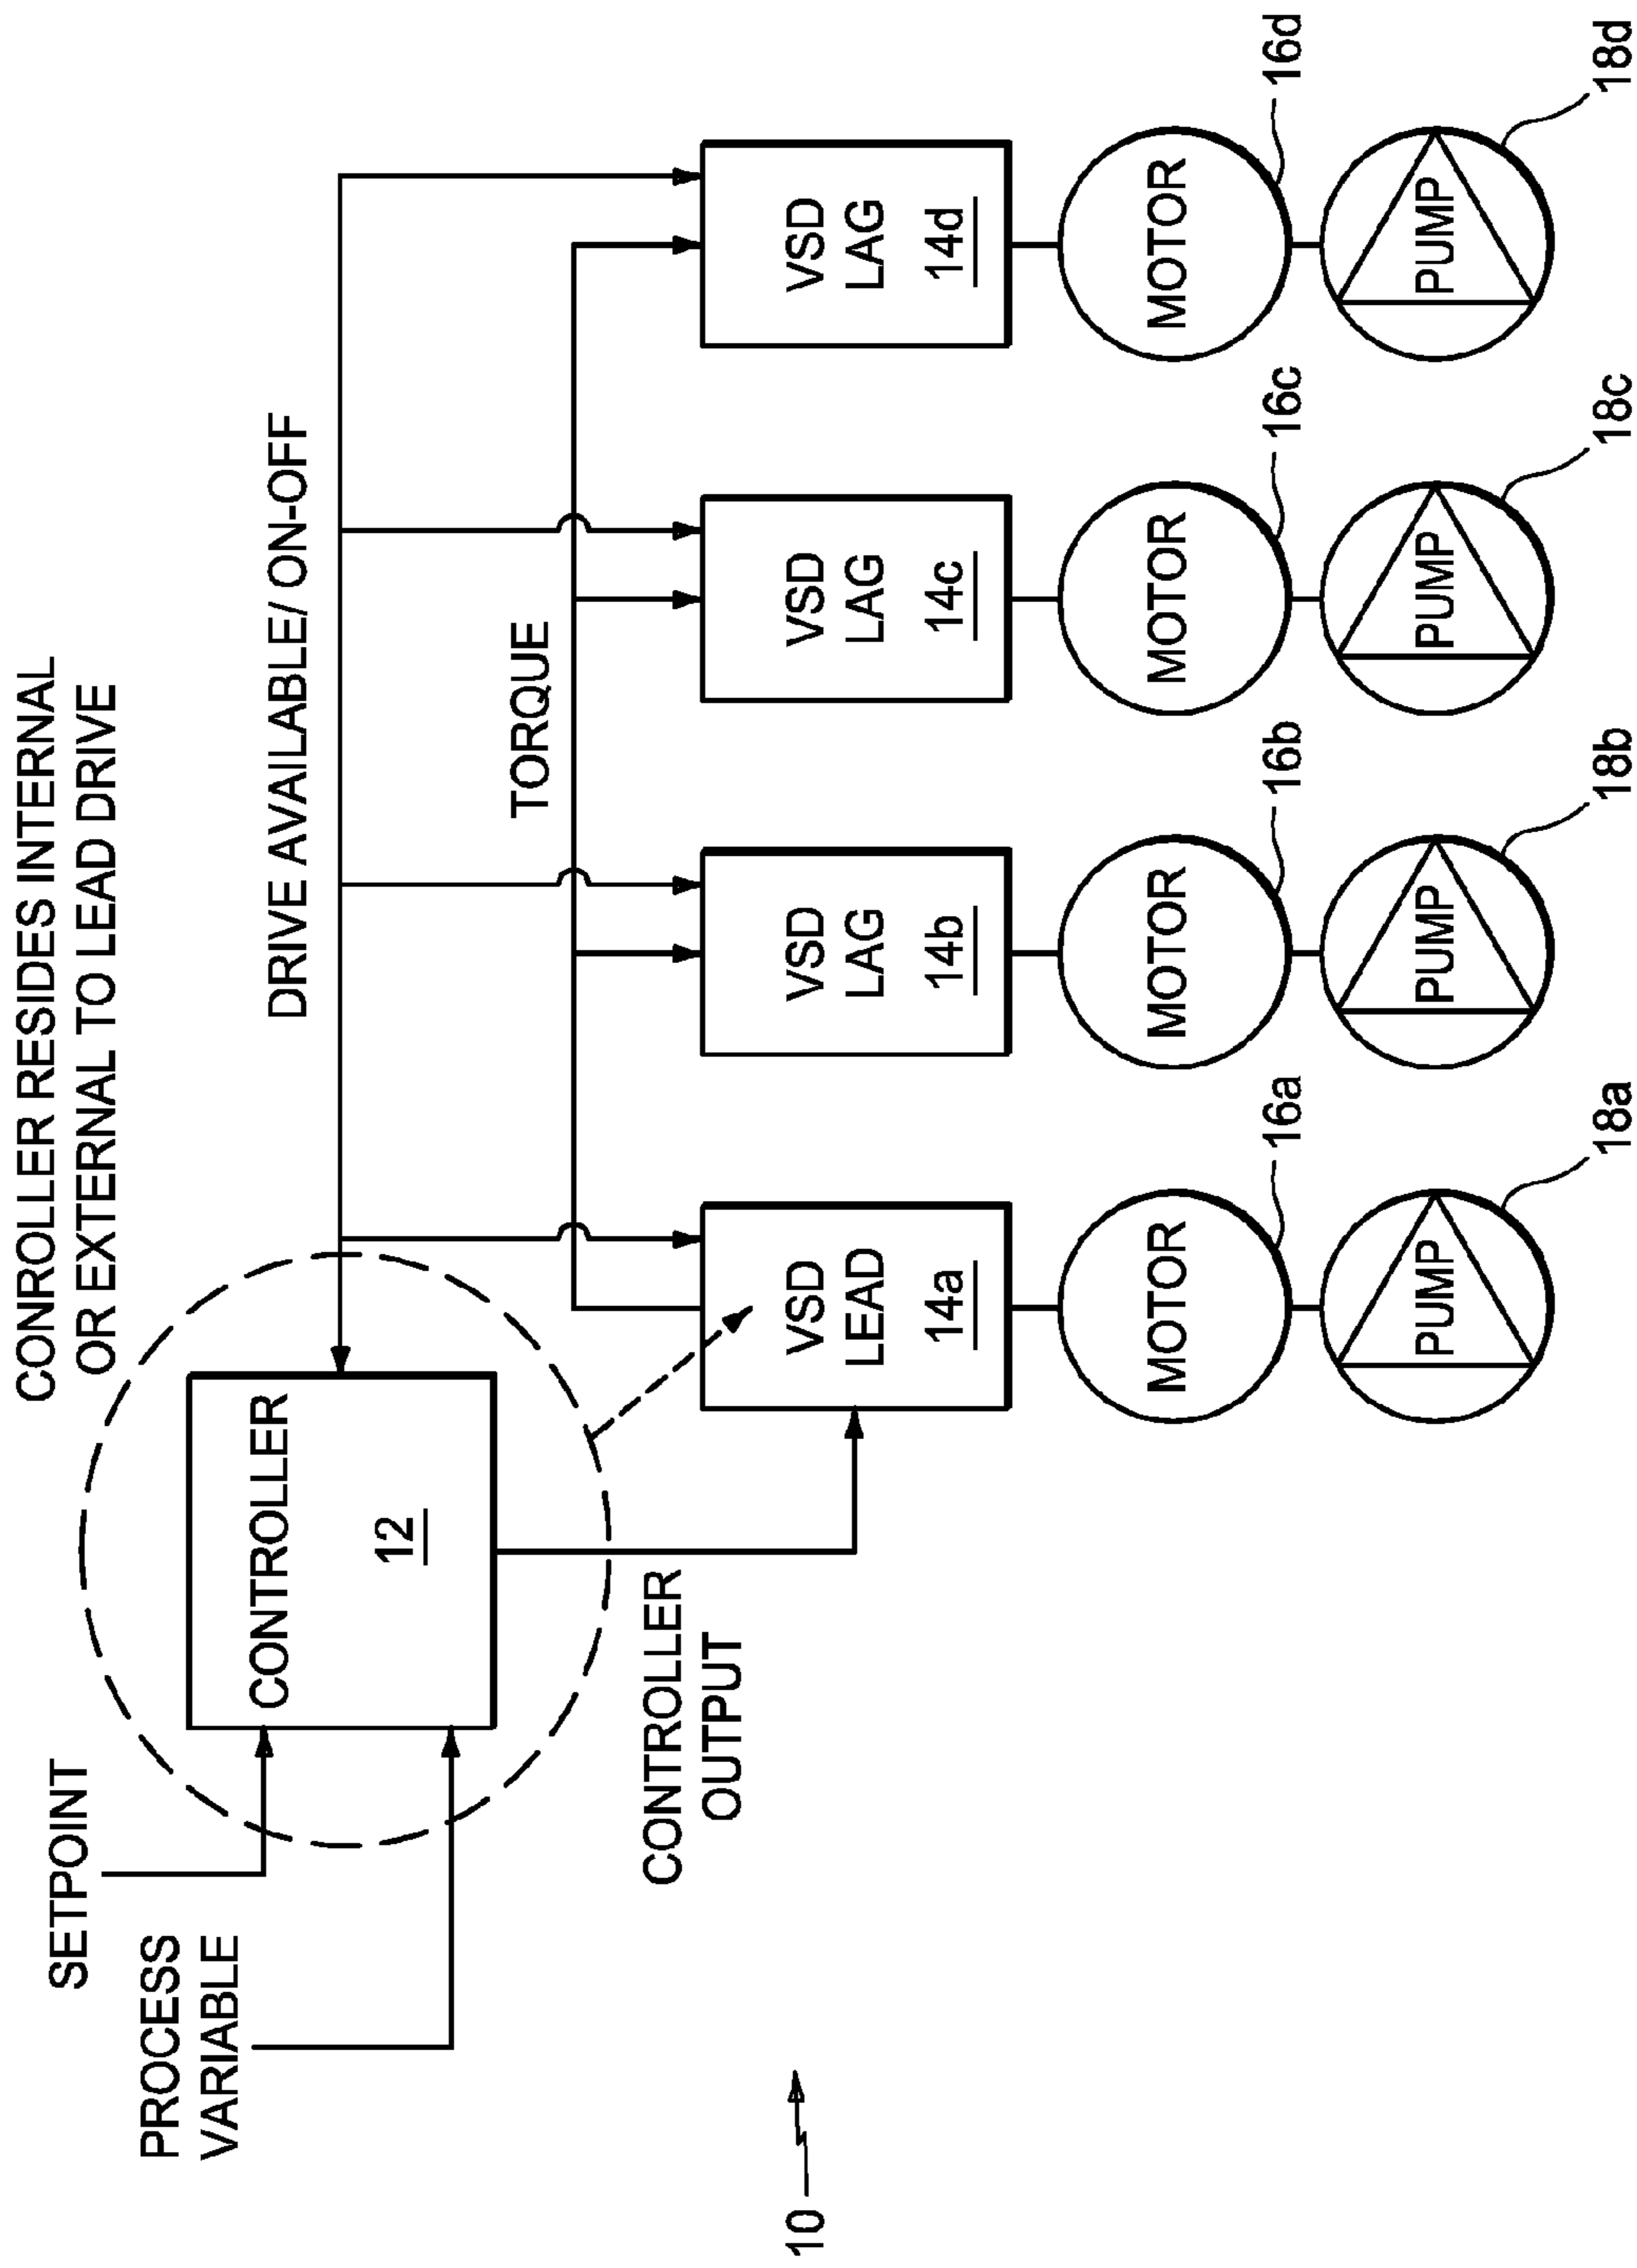 CONROLLER RESIDES INTERNAL
OR EXTERNAL TO LEAD DRIVE
SETPOINT
PROCESS
VARIABLE
CONTROLLER
12
DRIVE AVAILABLE/ ON-OFF
TORQUE
CONTROLLER
OUTPUT
10
VSD
LEAD
14a
VSD
LAG
14b
VSD
LAG
14c
VSD
LAG
14d
MOTOR
16a
MOTOR
16b
MOTOR
16c
MOTOR
16d
PUMP
18a
PUMP
18b
PUMP
18c
PUMP
18d